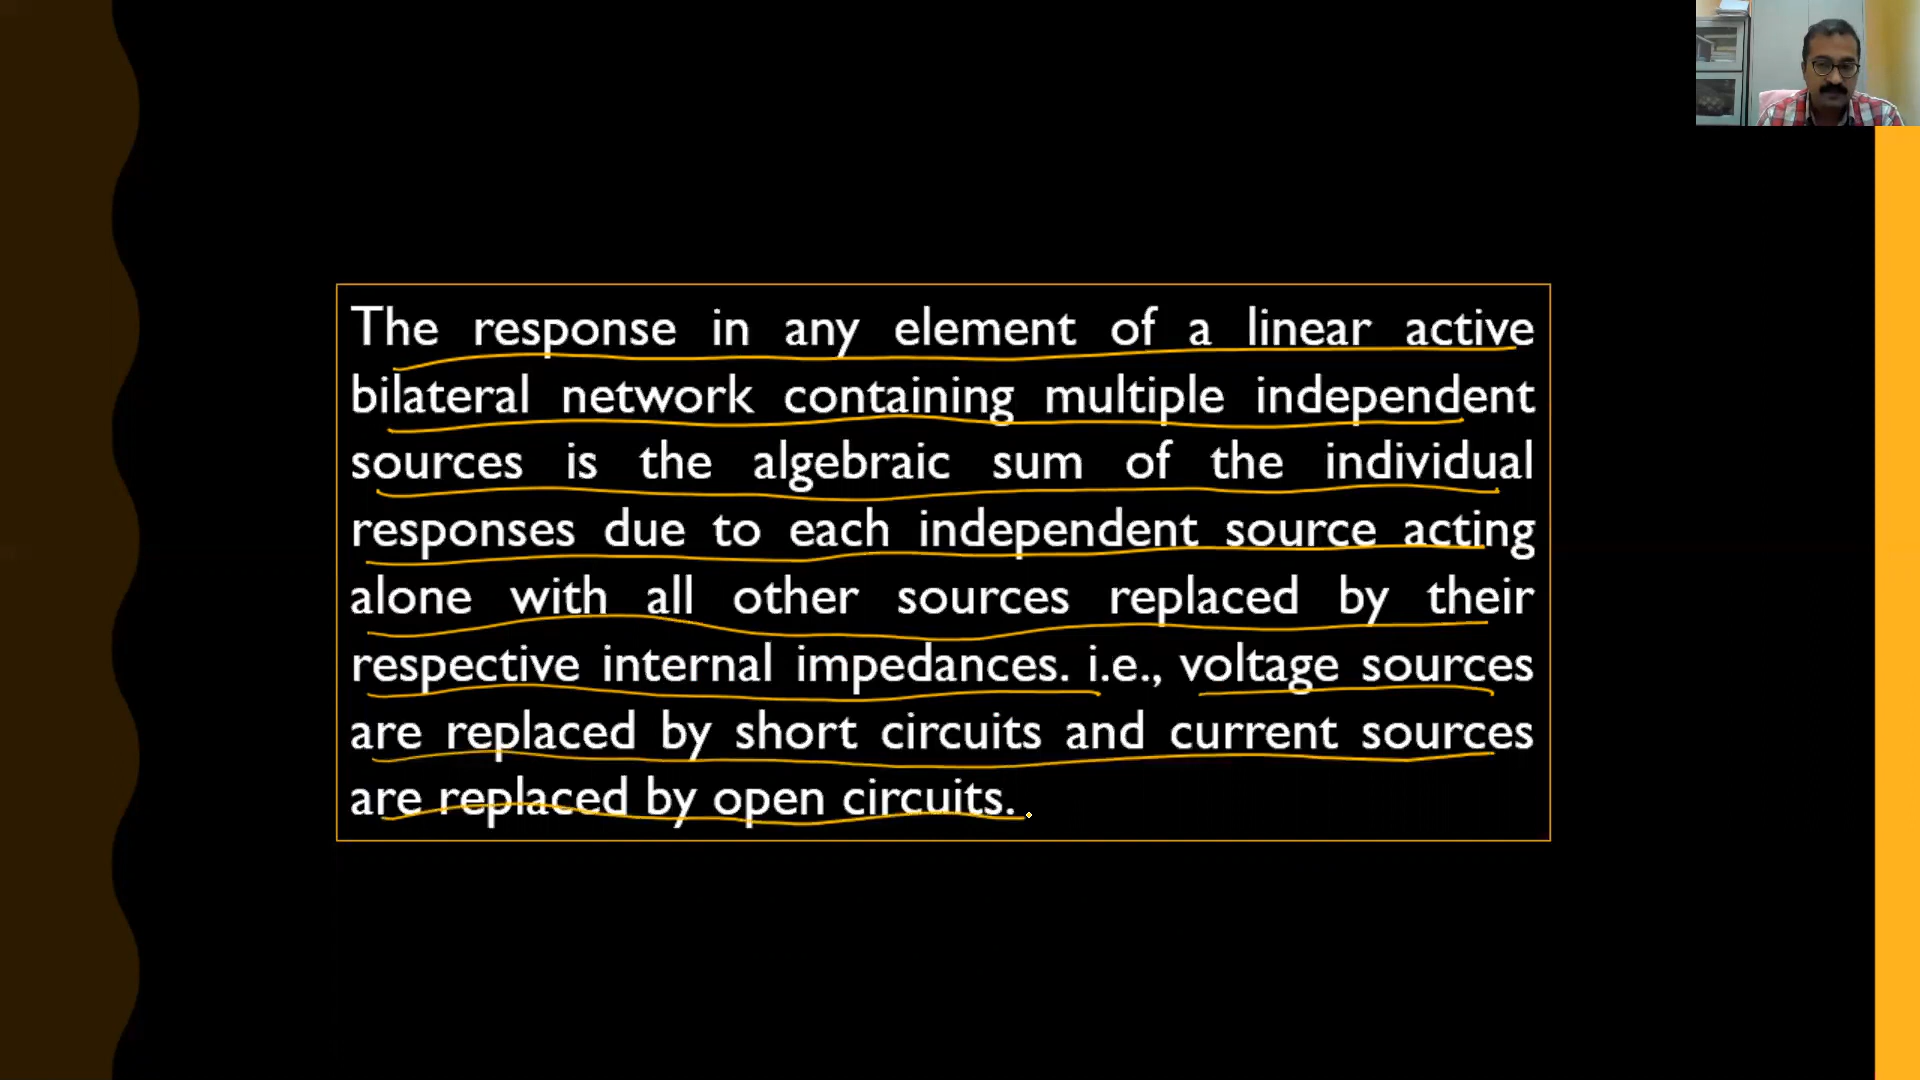 The response in any element of a linear active
bilateral network containing multiple independent
sources is the algebraic sum of the individual
responses due to each independent source acting
alone with all other sources replaced by their
respective internal impedances. i.e., voltage sources
are replaced by short circuits and current sources
are replaced by open circuits.